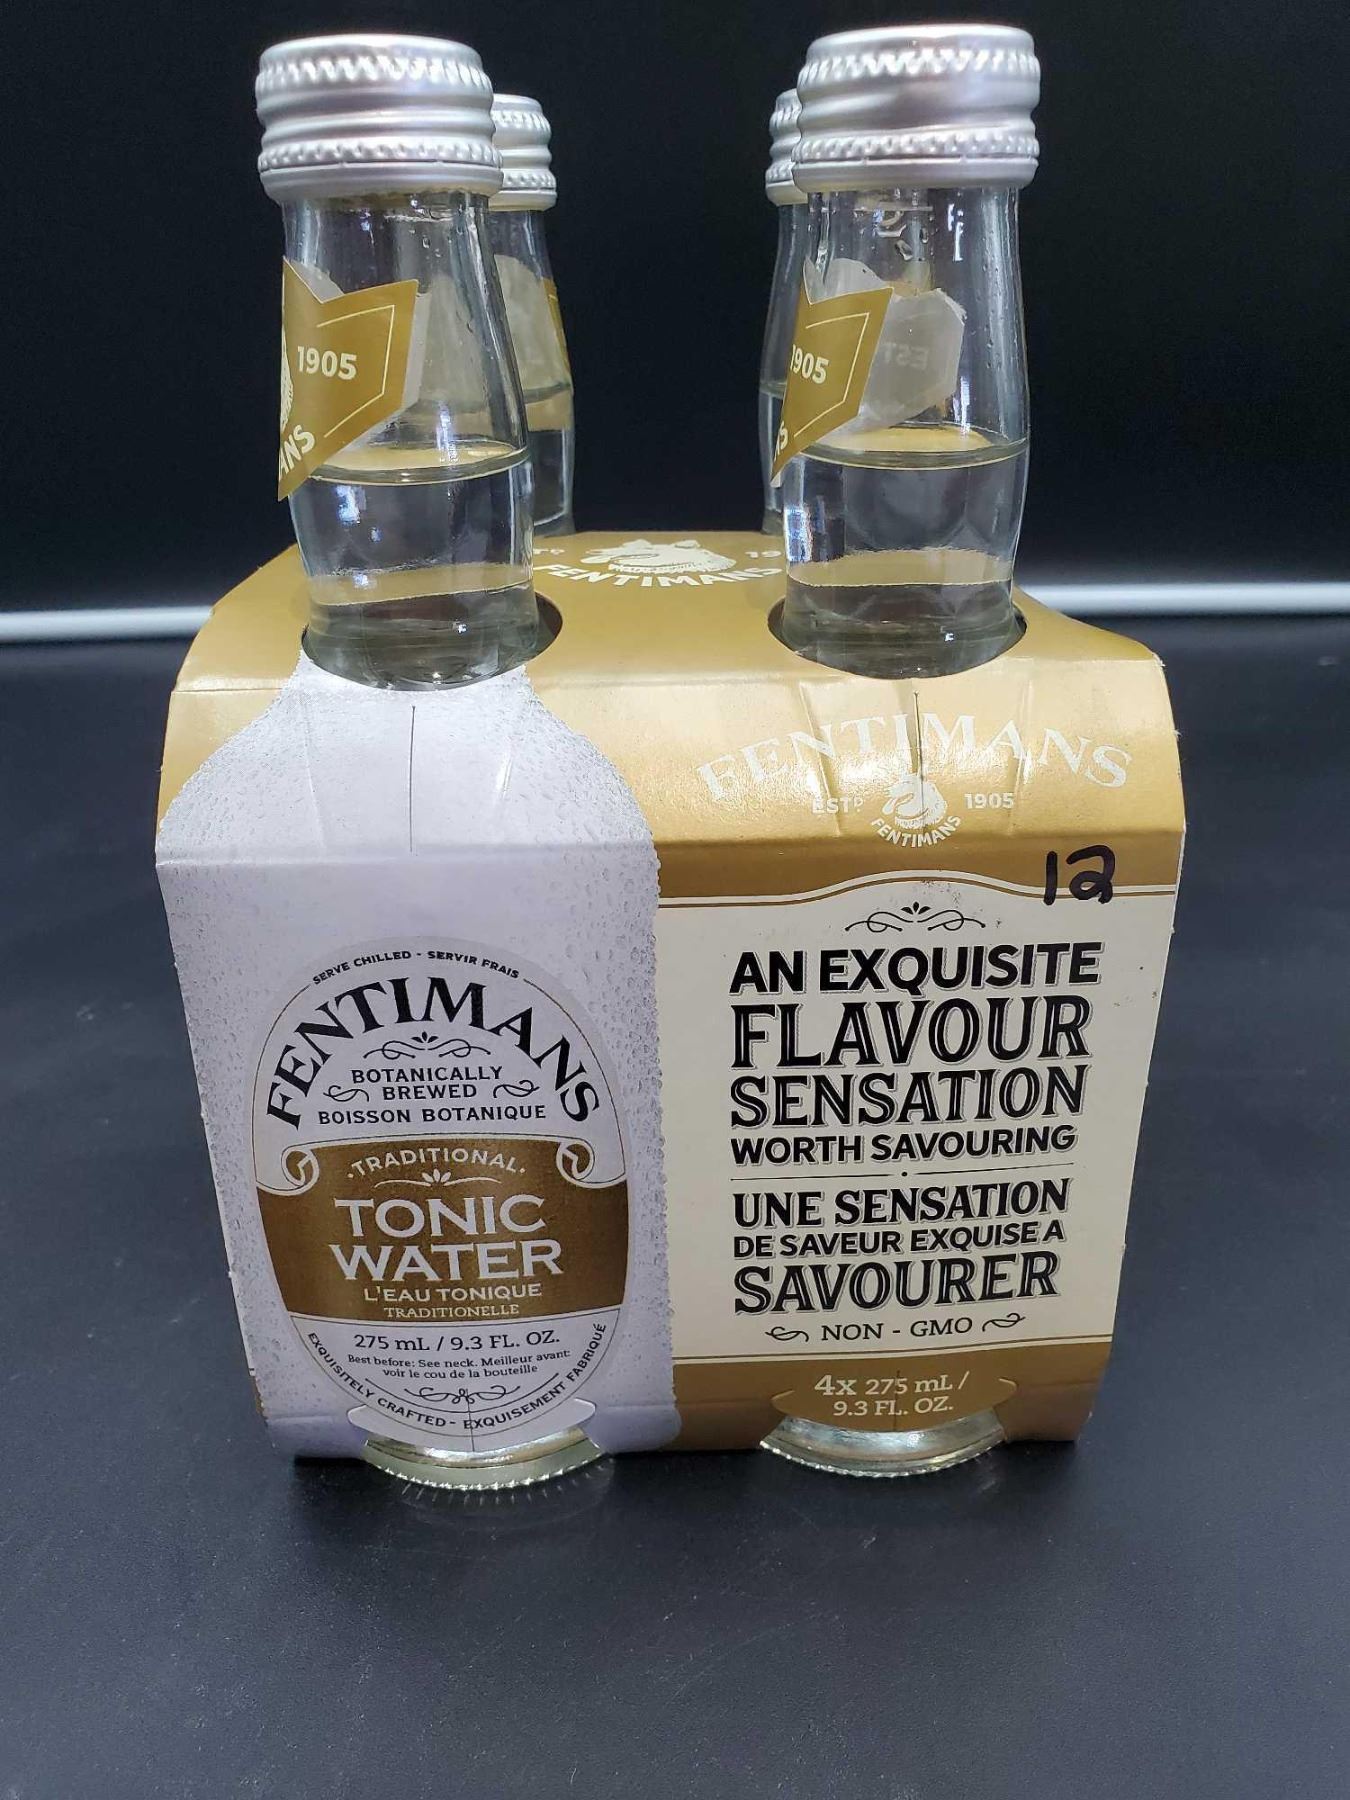 1905
ANS
1905
S
EST
FENTIMANS
19
FENTIMANS
ESTD. 1905
FENTIMANS
12
SERVE CHILLED - SERVIR FRAIS
FENTIMANS
BOTANICALLY
BREWED
BOISSON BOTANIQUE
·TRADITIONAL·
TONIC
WATER
L'EAU TONIQUE
TRADITIONELLE
275 mL / 9.3 FL. OZ.
Best before: See neck. Meilleur avant:
voir le cou de la bouteille
EXQUISITELY CRAFTED - EXQUISEMENT FABRIQUÉ
AN EXQUISITE
FLAVOUR
SENSATION
WORTH SAVOURING
UNE SENSATION
DE SAVEUR EXQUISE A
SAVOURER
NON - GMO
4x 275 mL /
9.3 FL. OZ.